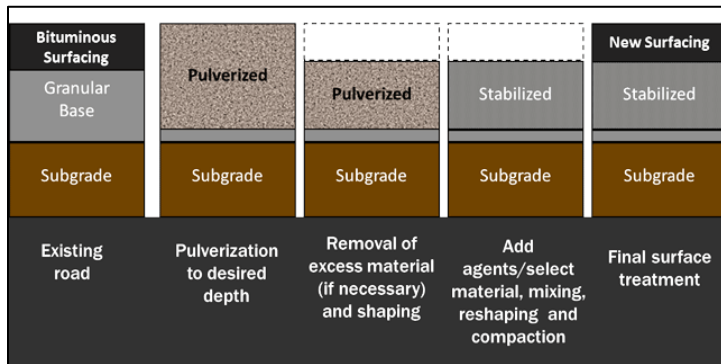 Bituminous
Surfacing
Granular
Base
Subgrade
Existing
road
Pulverized
Subgrade
Pulverization
to desired
depth
Pulverized
Subgrade
Removal of
excess material
(if necessary)
and shaping
Stabilized
Subgrade
Add
agents/select
material, mixing,
reshaping and
compaction
New Surfacing
Stabilized
Subgrade
Final surface
treatment